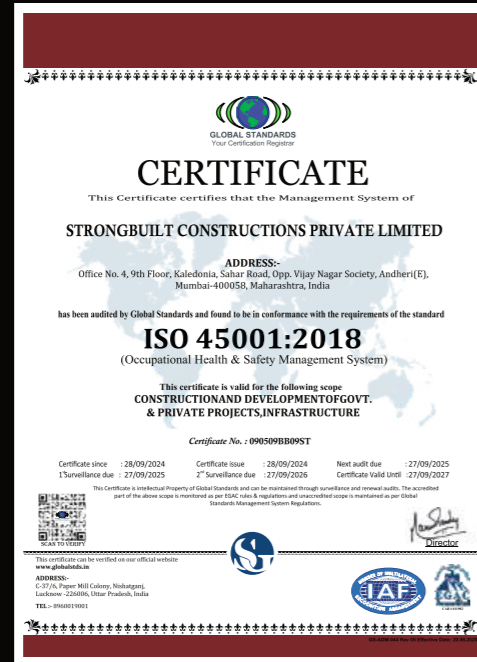 GLOBAL STANDARDS
Your Certification Registrar
CERTIFICATE
This Certificate certifies that the Management System of
STRONGBUILT CONSTRUCTIONS PRIVATE LIMITED
ADDRESS:-
Office No. 4, 9th Floor, Kaledonia, Sahar Road, Opp. Vijay Nagar Society, Andheri(E),
Mumbai-400058, Maharashtra, India
has been audited by Global Standards and found to be in conformance with the requirements of the standard
ISO 45001:2018
(Occupational Health & Safety Management System)
This certificate is valid for the following scope
CONSTRUCTIONAND DEVELOPMENTOFGOVT.
& PRIVATE PROJECTS,INFRASTRUCTURE
Certificate No. : 090509BB09ST
Certificate since : 28/09/2024 Certificate issue : 28/09/2024 Next audit due : 27/09/2025
1stSurveillance due : 27/09/2025 2nd Surveillance due : 27/09/2026 Certificate Valid Until :27/09/2027
This Certificate is intellectual Property of Global Standards and can be maintained through surveillance and renewal audits. The accredited
part of the above scope is monitored as per EGAC rules & regulations and unaccredited scope is maintained as per Global
Standards Management System Regulations.
SCAN TO VERIFY
Director
This certificate can be verified on our official website
www.globalstds.in
ADDRESS:-
C-37/6, Paper Mill Colony, Nishatganj,
Lucknow -226006, Uttar Pradesh, India
TEL :- 8960019001
IAF
EGAC